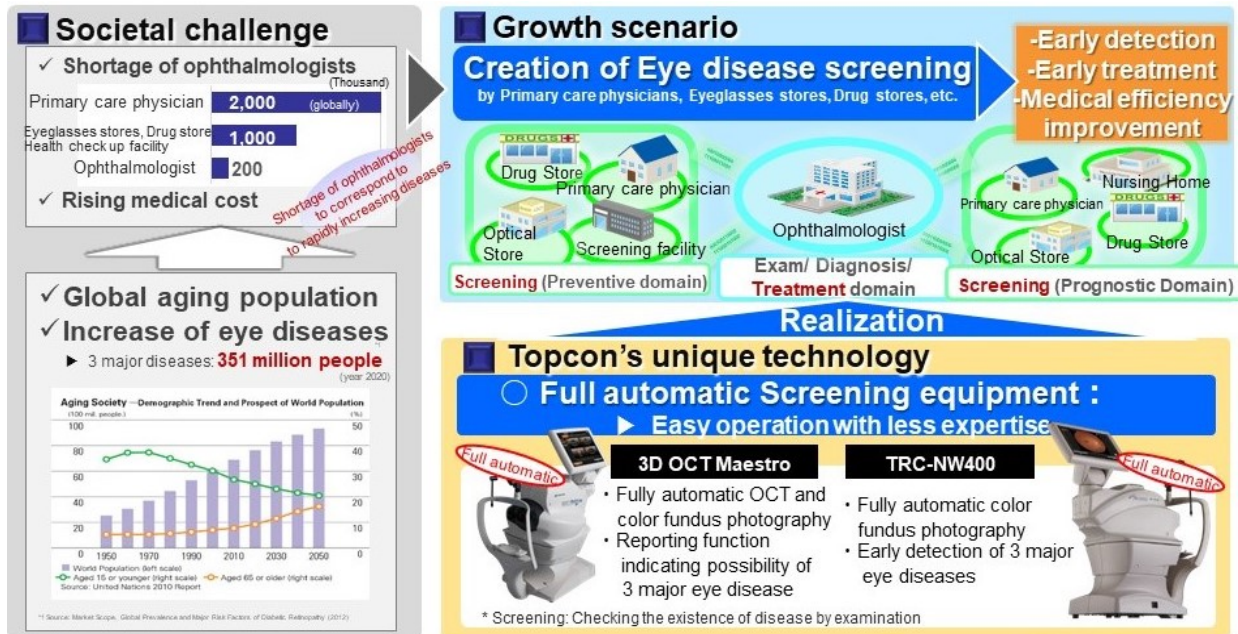 Societal challenge
✓ Shortage of ophthalmologists
(Thousand)
Primary care physician 2,000 (globally)
Eyeglasses stores, Drug store
Health check up facility 1,000
Ophthalmologist 200
✓ Rising medical cost
Shortage of ophthalmologists
to correspond to
to rapidly increasing diseases
✓ Global aging population
✓ Increase of eye diseases
▶ 3 major diseases: 351 million people
(year 2020)
Aging Society —Demographic Trend and Prospect of World Population
(100 mil. people.) (%)
100 50
80 40
60 30
40 20
20 10
0 0
1950 1970 1990 2010 2030 2050
World Population (left scale)
Aged 15 or younger (right scale) Aged 65 or older (right scale)
Source: United Nations 2010 Report
*1 Source: Market Scope, Global Prevalence and Major Risk Factors of Diabetic Retinopathy (2012)
Growth scenario
Creation of Eye disease screening
by Primary care physicians, Eyeglasses stores, Drug stores, etc.
-Early detection
-Early treatment
-Medical efficiency
improvement
DRUGS
Drug Store
Primary care physician
Optical
Store
Screening facility
Screening (Preventive domain)
Ophthalmologist
Exam/ Diagnosis/
Treatment domain
Primary care physician
Nursing Home
DRUGS
Drug Store
Optical Store
Screening (Prognostic Domain)
Realization
Topcon's unique technology
○ Full automatic Screening equipment :
▶ Easy operation with less expertise
Full automatic
3D OCT Maestro
・Fully automatic OCT and
color fundus photography
・Reporting function
indicating possibility of
3 major eye disease
TRC-NW400
・Fully automatic color
fundus photography
・Early detection of 3 major
eye diseases
Full automatic
* Screening: Checking the existence of disease by examination